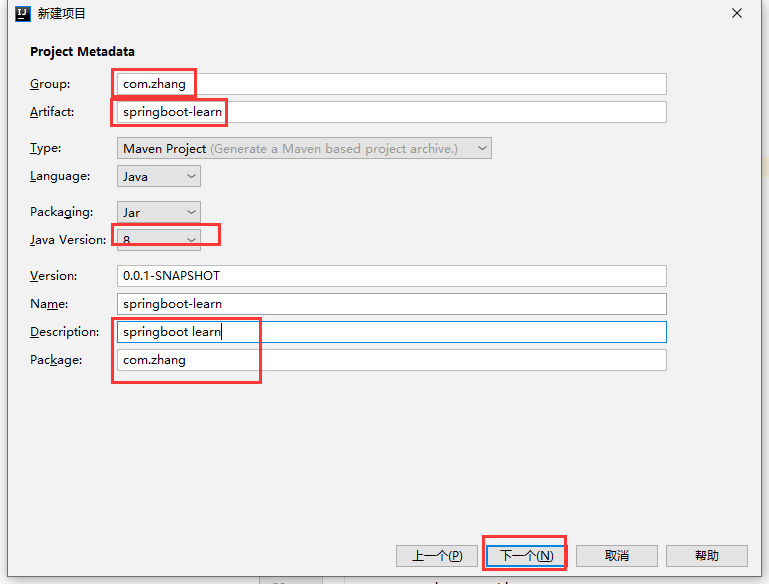 新建项目
Project Metadata
Group: com.zhang
Artifact: springboot-learn
Type: Maven Project (Generate a Maven based project archive.)
Language: Java
Packaging: Jar
Java Version: 8
Version: 0.0.1-SNAPSHOT
Name: springboot-learn
Description: springboot learn
Package: com.zhang
上一个(P) 下一个(N) 取消 帮助